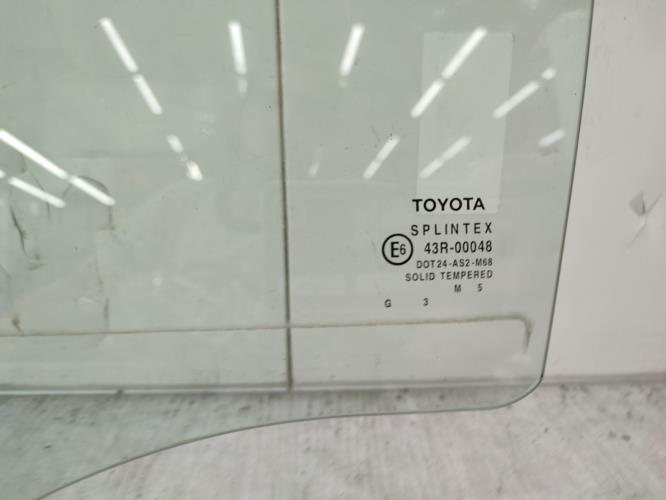 TOYOTA
SPLINTEX
E6 43R-00048
DOT24-AS2-M68
SOLID TEMPERED
M 5
G 3